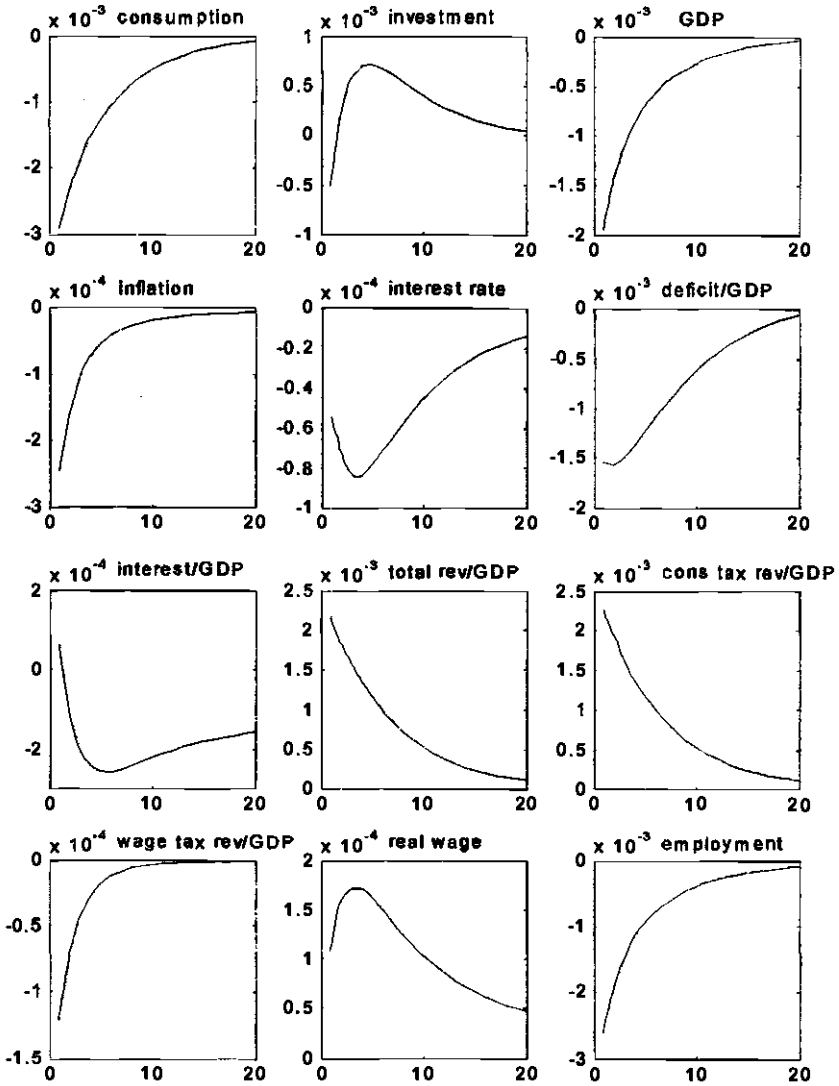 x 10⁻³ consumption
0
-1
-2
-3
0 10 20
x 10⁻³ investment
1
0.5
0
-0.5
-1
0 10 20
x 10⁻³ GDP
0
-0.5
-1
-1.5
-2
0 10 20
x 10⁻⁴ inflation
0
-1
-2
-3
0 10 20
x 10⁻⁴ interest rate
0
-0.2
-0.4
-0.6
-0.8
-1
0 10 20
x 10⁻³ deficit/GDP
0
-0.5
-1
-1.5
-2
0 10 20
x 10⁻⁴ interest/GDP
2
0
-2
0 10 20
x 10⁻³ total rev/GDP
2.5
2
1.5
1
0.5
0
0 10 20
x 10⁻³ cons tax rev/GDP
2.5
2
1.5
1
0.5
0
0 10 20
x 10⁻⁴ wage tax rev/GDP
0
-0.5
-1
-1.5
0 10 20
x 10⁻⁴ real wage
2
1.5
1
0.5
0
0 10 20
x 10⁻³ employment
0
-1
-2
-3
0 10 20